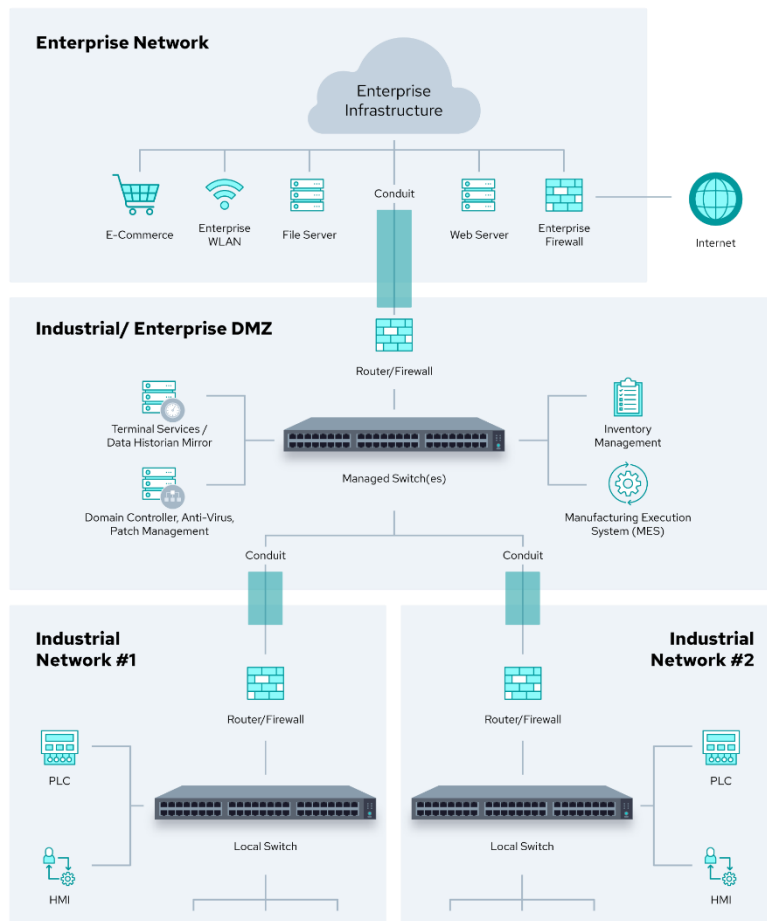 Enterprise Network
Enterprise
Infrastructure
E-Commerce
Enterprise
WLAN
File Server
Conduit
Web Server
Enterprise
Firewall
Internet
Industrial/ Enterprise DMZ
Router/Firewall
Terminal Services /
Data Historian Mirror
Inventory
Management
Managed Switch(es)
Domain Controller, Anti-Virus,
Patch Management
Manufacturing Execution
System (MES)
Conduit
Conduit
Industrial
Network #1
Router/Firewall
PLC
Local Switch
HMI
Industrial
Network #2
Router/Firewall
PLC
Local Switch
HMI